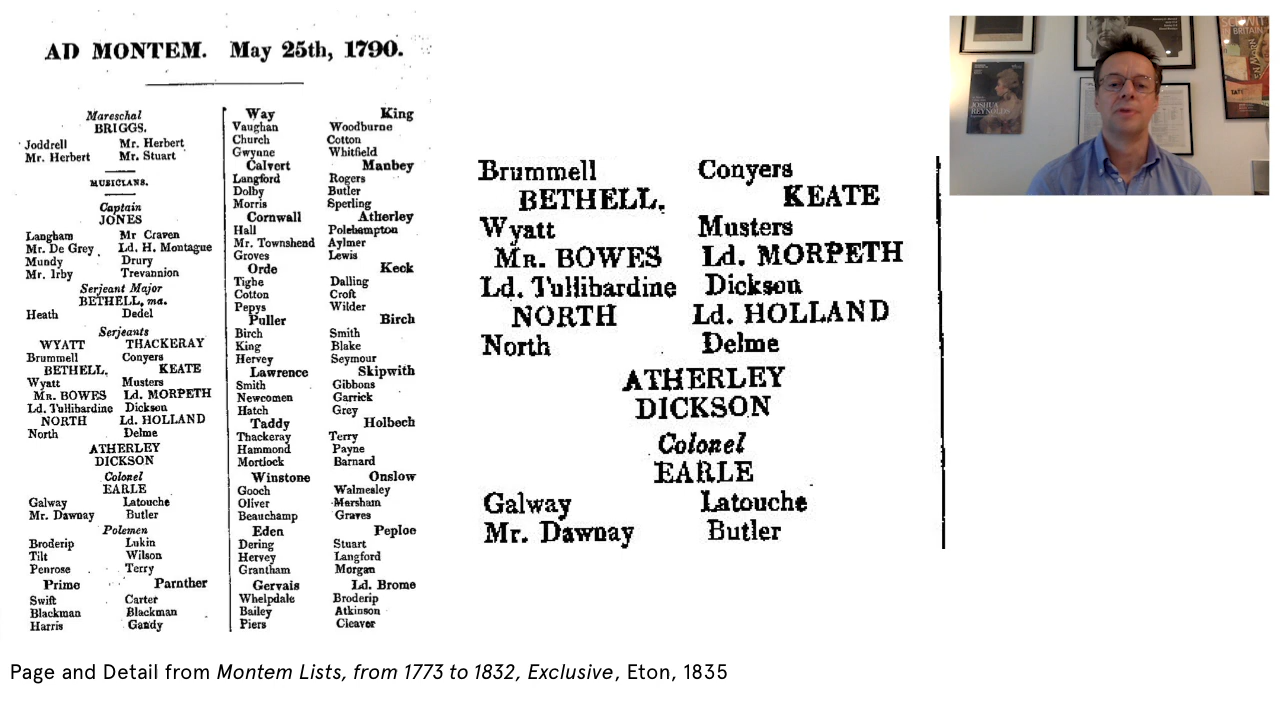 AD MONTEM. May 25th, 1790.
Mareschal
BRIGGS.
Joddrell Mr. Herbert
Mr. Herbert Mr. Stuart
MUSICIANS.
Captain
JONES
Langham Mr Craven
Mr. De Grey Ld. H. Montague
Mundy Drury
Mr. Irby Trevannion
Serjeant Major
BETHELL, ma.
Heath Dedel
Serjeants
WYATT THACKERAY
Brummell Conyers
BETHELL. KEATE
Wyatt Musters
MR. BOWES Ld. MORPETH
Ld. Tullibardine Dickson
NORTH Ld. HOLLAND
North Delme
ATHERLEY
DICKSON
Colonel
EARLE
Galway Latouche
Mr. Dawnay Butler
Polemen
Broderip Lukin
Tilt Wilson
Penrose Terry
Prime Parnther
Swift Carter
Blackman Blackman
Harris Gandy
Way King
Vaughan Woodburne
Church Cotton
Gwynne Whitfield
Calvert Manbey
Langford Rogers
Dolby Butler
Morris Sperling
Cornwall Atherley
Hall Polehampton
Mr. Townshend Aylmer
Groves Lewis
Orde Keck
Tighe Dalling
Cotton Croft
Pepys Wilder
Puller Birch
Birch Smith
King Blake
Hervey Seymour
Lawrence Skipwith
Smith Gibbons
Newcomen Garrick
Hatch Grey
Taddy Holbech
Thackeray Terry
Hammond Payne
Mortlock Barnard
Winstone Onslow
Gooch Walmesley
Oliver Marsham
Beauchamp Graves
Eden Peploe
Dering Stuart
Hervey Langford
Grantham Morgan
Gervais Ld. Brome
Whelpdale Broderip
Bailey Atkinson
Piers Cleaver
Brummell Conyers
BETHELL. KEATE
Wyatt Musters
MR. BOWES Ld. MORPETH
Ld. Tullibardine Dickson
NORTH Ld. HOLLAND
North Delme
ATHERLEY
DICKSON
Colonel
EARLE
Galway Latouche
Mr. Dawnay Butler
JOSHUA
REYNOLDS
IN BRITAIN
Page and Detail from Montem Lists, from 1773 to 1832, Exclusive, Eton, 1835